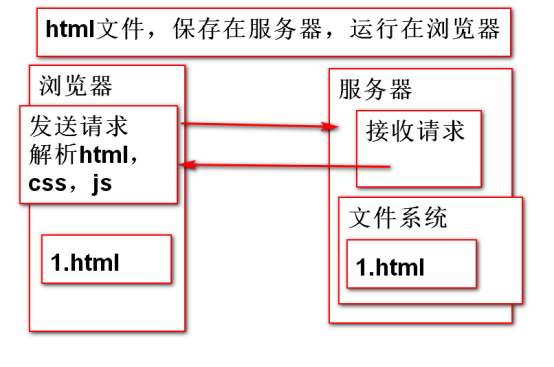 html文件，保存在服务器，运行在浏览器
浏览器
发送请求
解析html，
css，js
1.html
服务器
接收请求
文件系统
1.html